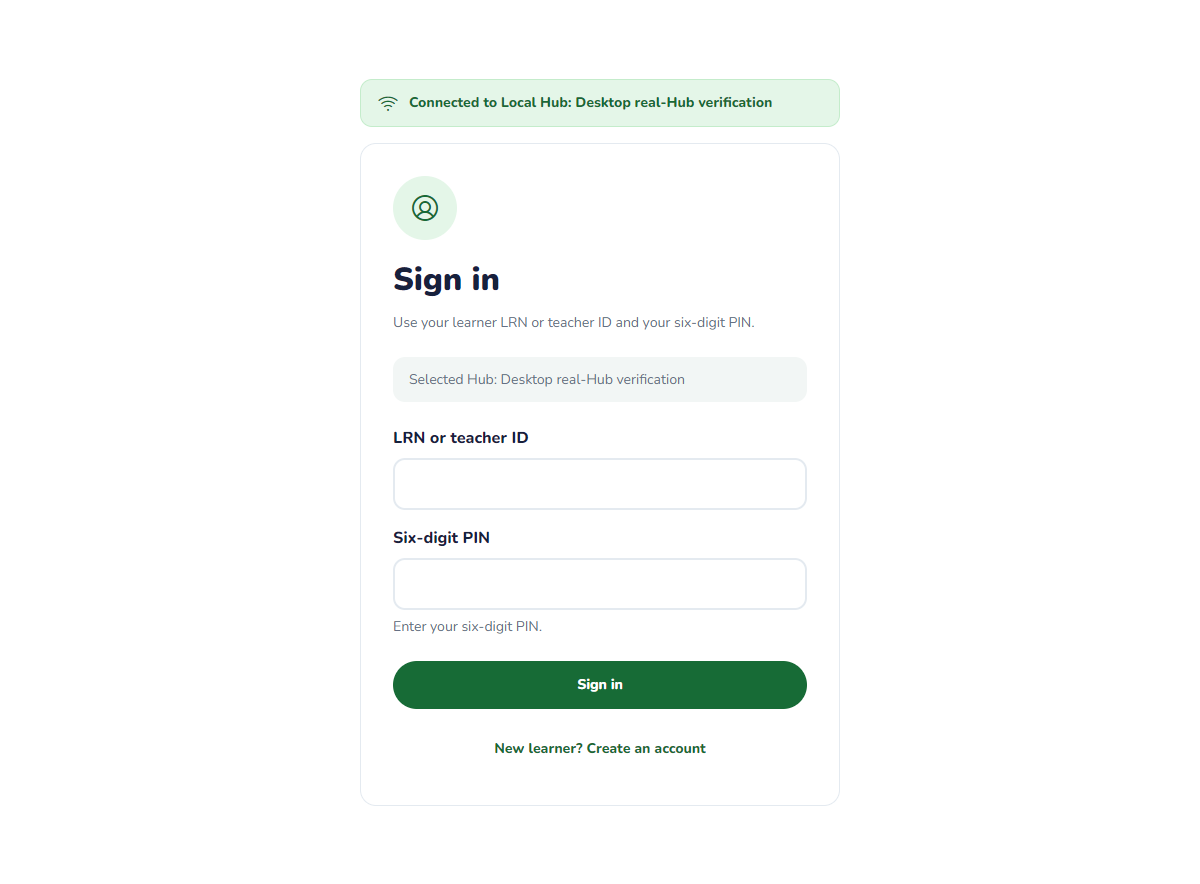 Connected to Local Hub: Desktop real-Hub verification
Sign in
Use your learner LRN or teacher ID and your six-digit PIN.
Selected Hub: Desktop real-Hub verification
LRN or teacher ID
Six-digit PIN
Enter your six-digit PIN.
Sign in
New learner? Create an account